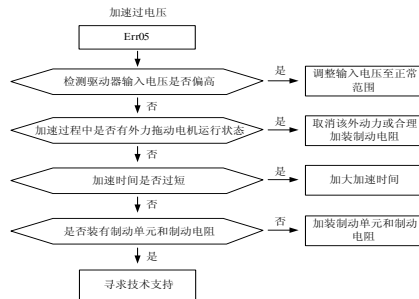 加速过电压
Err05
检测驱动器输入电压是否偏高
是
调整输入电压至正常
范围
否
加速过程中是否有外力拖动电机运行状态
是
取消该外动力或合理
加装制动电阻
否
加速时间是否过短
是
加大加速时间
否
是否装有制动单元和制动电阻
否
加装制动单元和制动
电阻
是
寻求技术支持